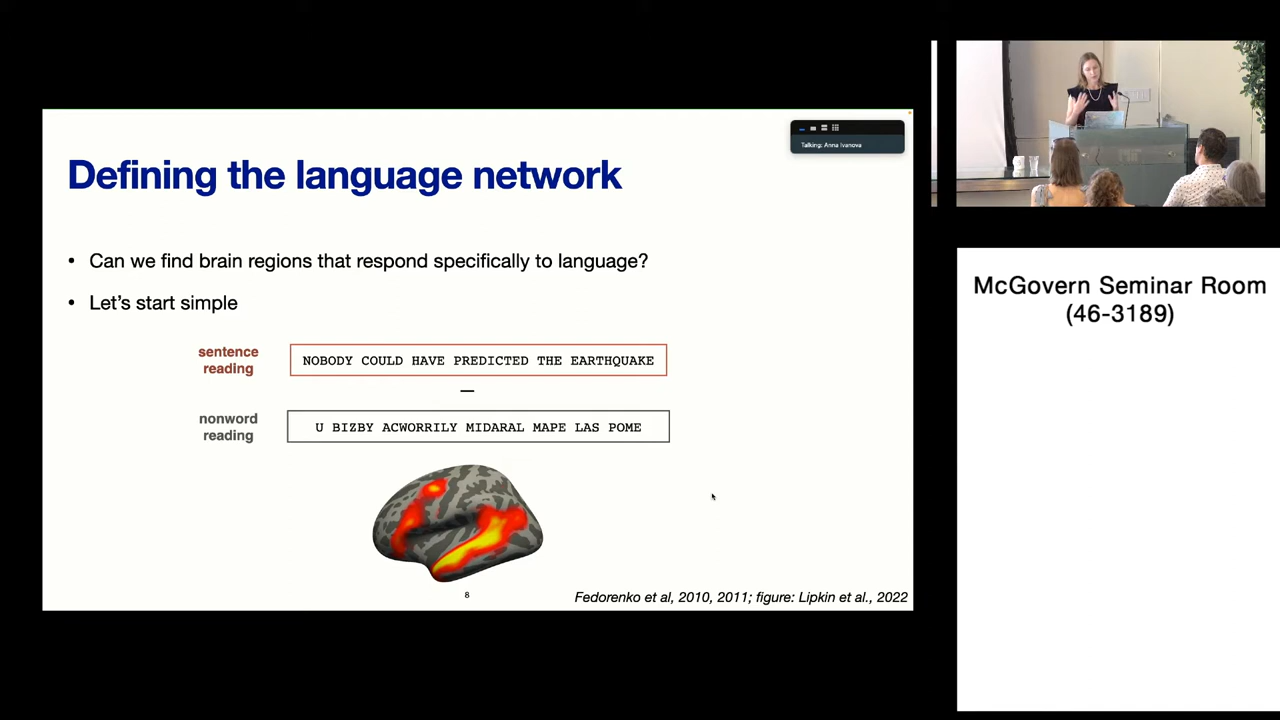 Defining the language network
Talking: Anna Ivanova
• Can we find brain regions that respond specifically to language?
• Let's start simple
sentence
reading
NOBODY COULD HAVE PREDICTED THE EARTHQUAKE
—
nonword
reading
U BIZBY ACWORRILY MIDARAL MAPE LAS POME
8
Fedorenko et al, 2010, 2011; figure: Lipkin et al., 2022
McGovern Seminar Room
(46-3189)